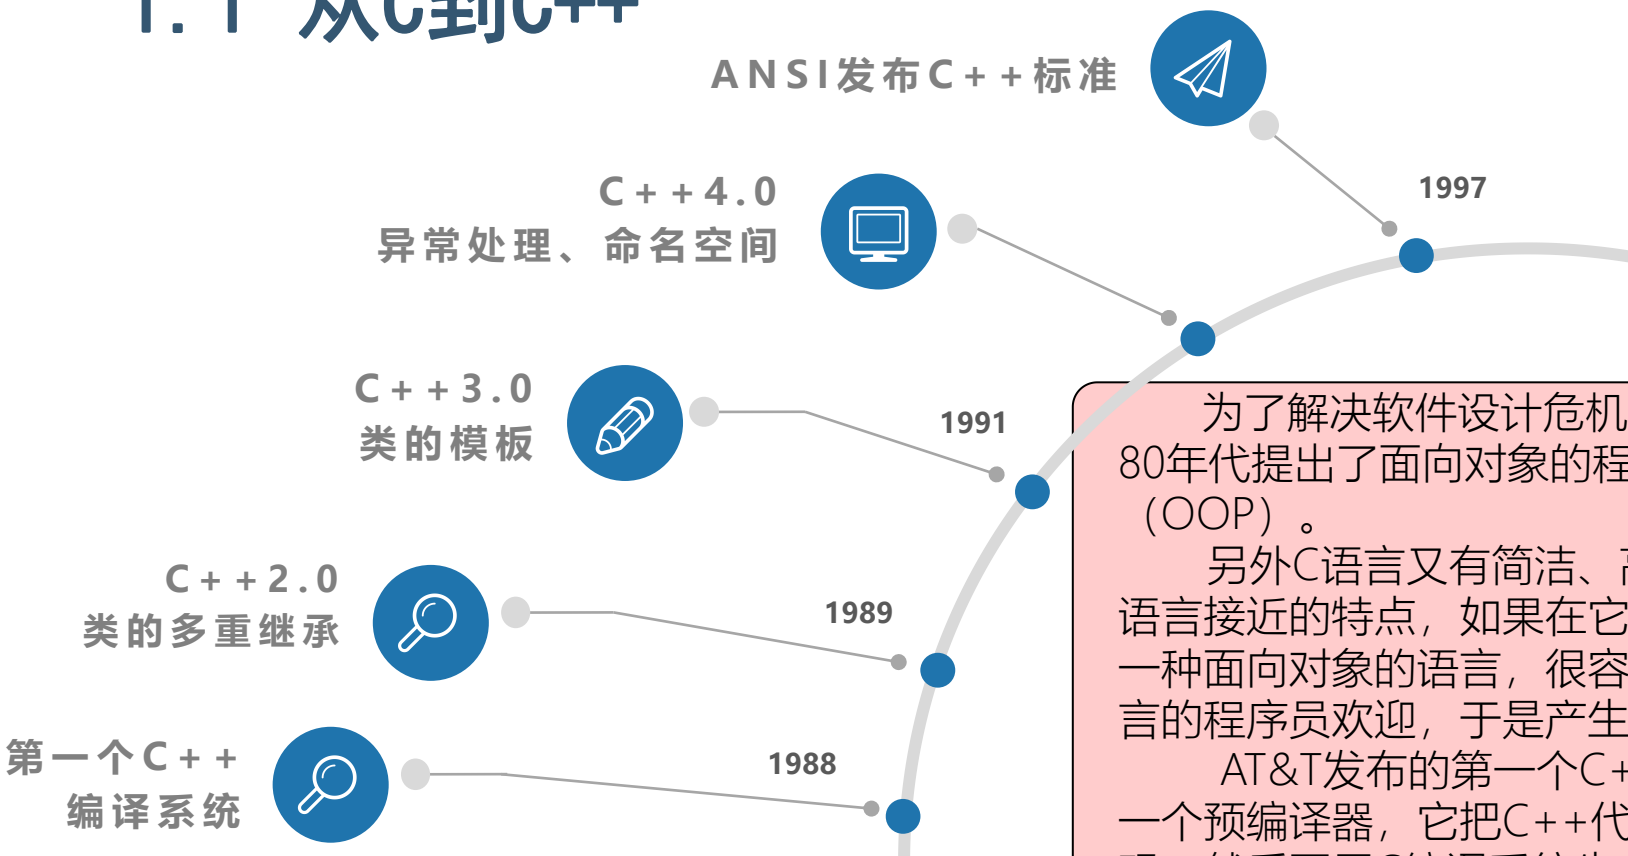 1.1 从C到C++
ANSI发布C++标准
1997
C++4.0
异常处理、命名空间
C++3.0
类的模板
1991
C++2.0
类的多重继承
1989
第一个C++
编译系统
1988
为了解决软件设计危机
80年代提出了面向对象的程
（OOP）。
另外C语言又有简洁、高
语言接近的特点，如果在它
一种面向对象的语言，很容
言的程序员欢迎，于是产生
AT&T发布的第一个C+
一个预编译器，它把C++代